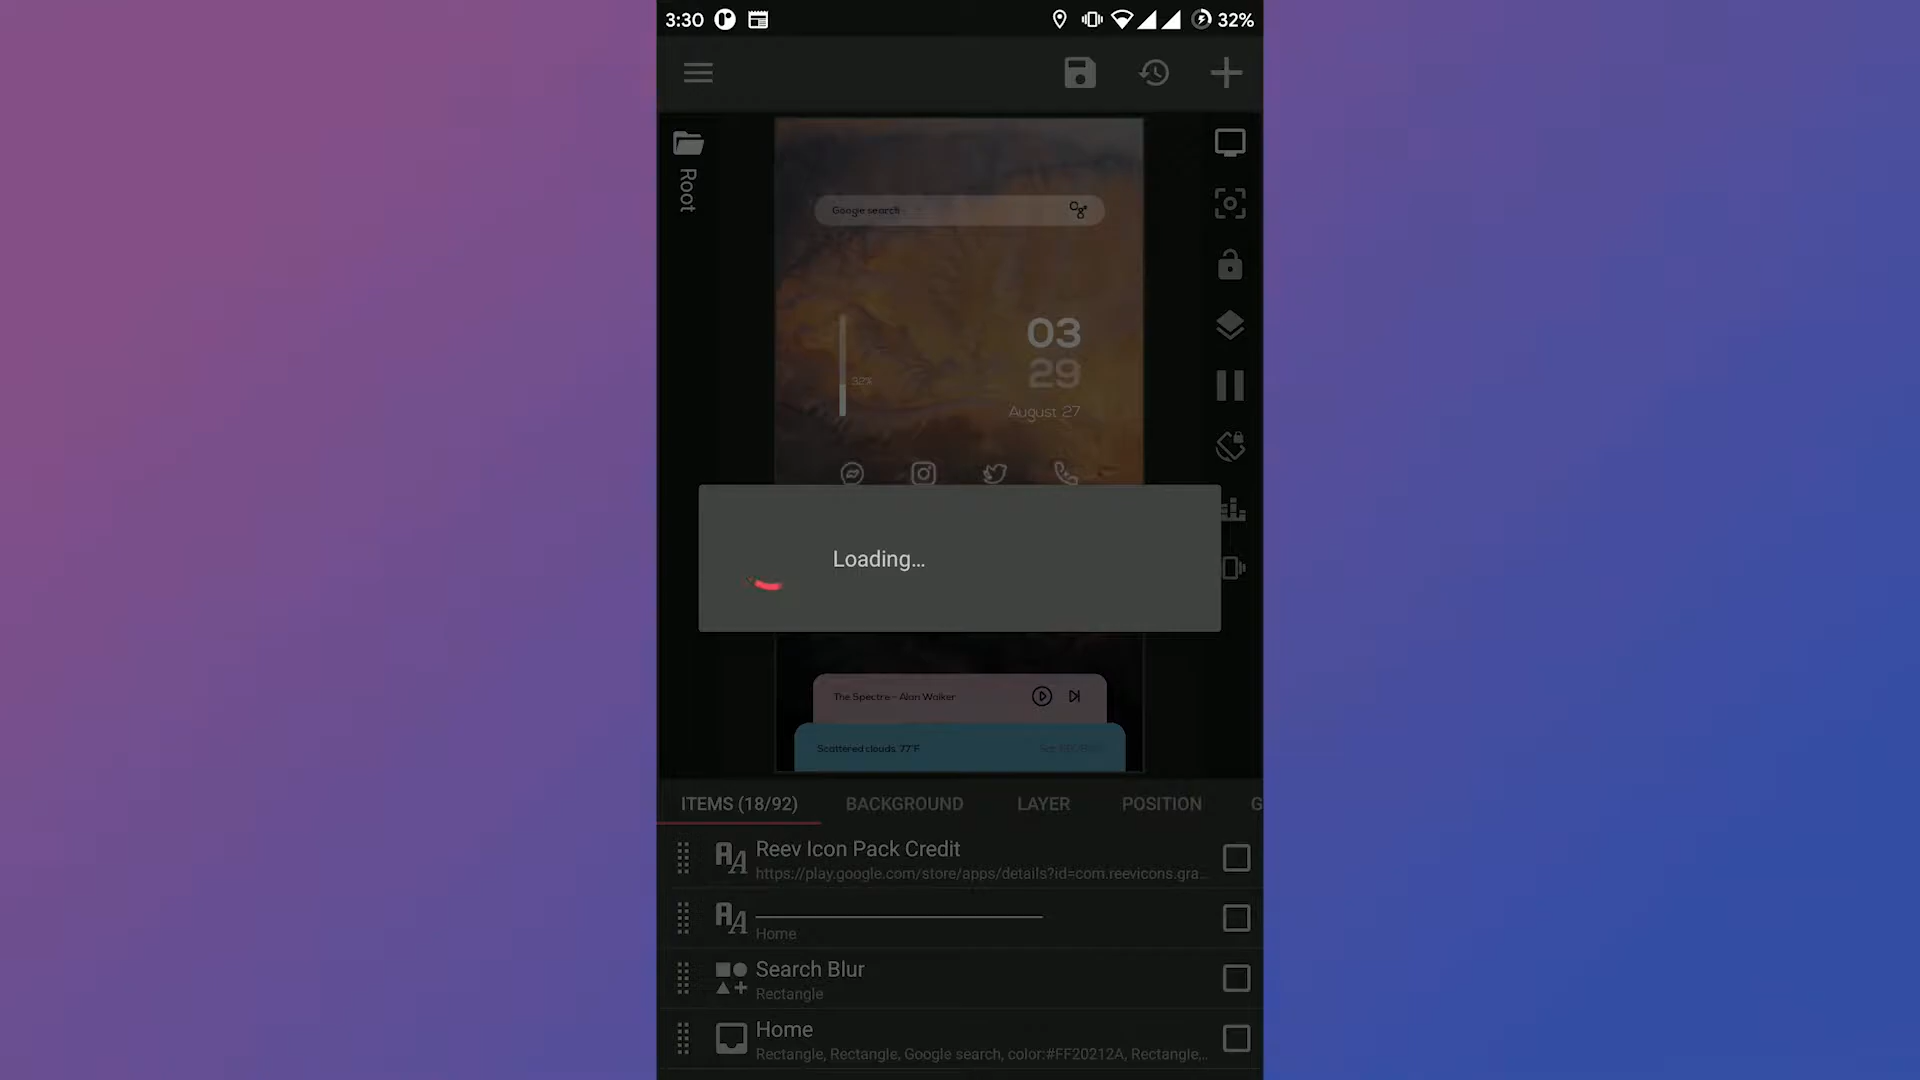 3:30
32%
Root
Google search
03
29
32%
August 27
Loading...
The Spectre - Alan Walker
Scattered clouds, 77°F
ITEMS (18/92)
BACKGROUND
LAYER
POSITION
G
Reev Icon Pack Credit
https://play.google.com/store/apps/details?id=com.reevicons.gra...
Home
Search Blur
Rectangle
Home
Rectangle, Rectangle, Google search, color:#FF20212A, Rectangle,...